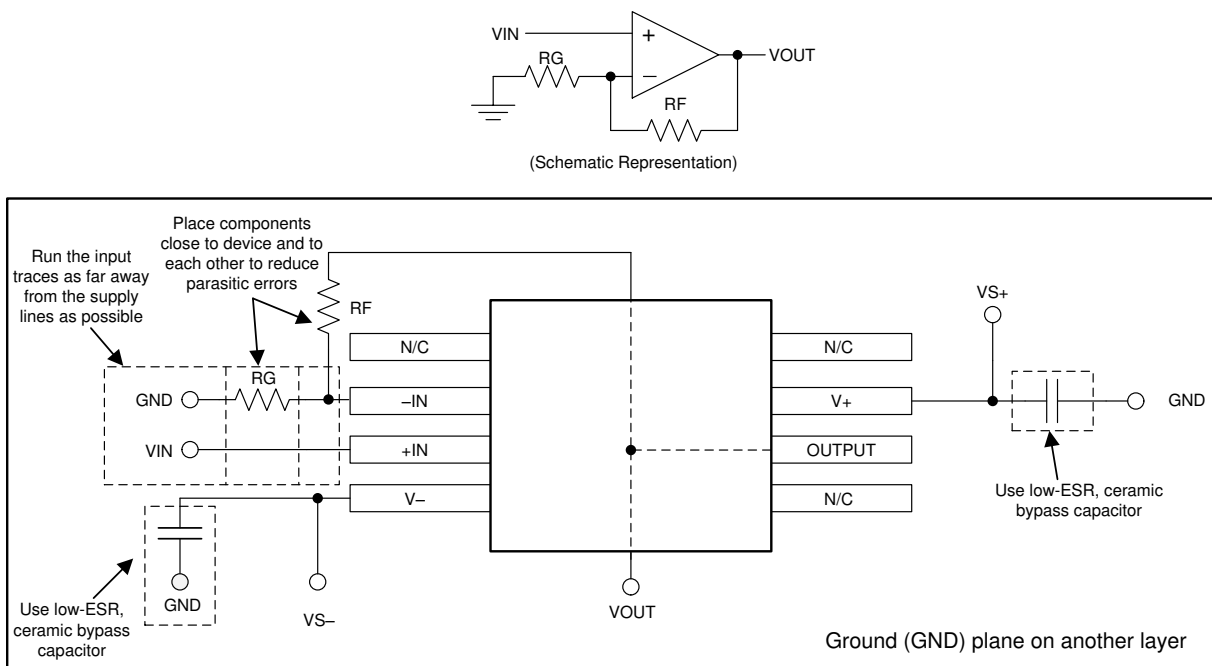 VIN
+
RG
VOUT
−
RF
(Schematic Representation)
Place components
close to device and to
each other to reduce
parasitic errors
Run the input
traces as far away
from the supply
lines as possible
RF
VS+
N/C
N/C
RG
GND
−IN
V+
GND
VIN
+IN
OUTPUT
V−
N/C
Use low-ESR, ceramic
bypass capacitor
GND
VS−
VOUT
Use low-ESR,
ceramic bypass
capacitor
Ground (GND) plane on another layer